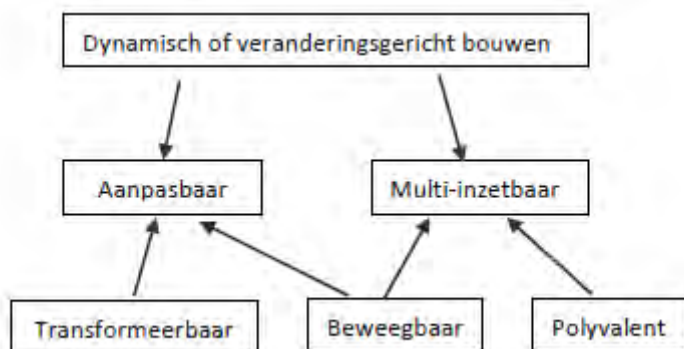 Dynamisch of veranderingsgericht bouwen
Aanpasbaar
Multi-inzetbaar
Transformeerbaar
Beweegbaar
Polyvalent